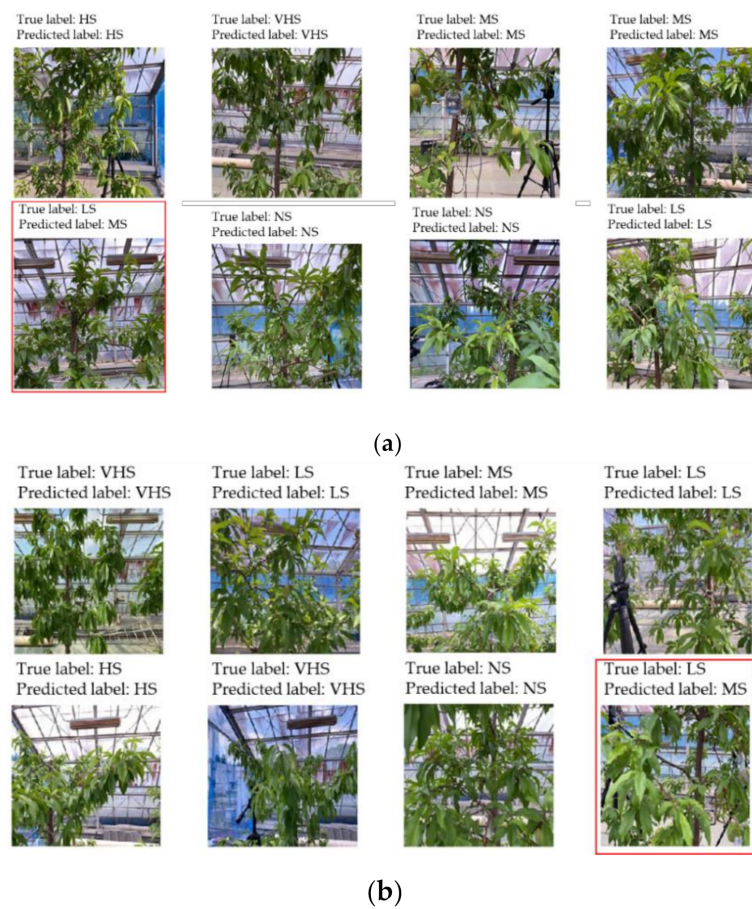 True label: HS
Predicted label: HS
True label: VHS
Predicted label: VHS
True label: MS
Predicted label: MS
True label: MS
Predicted label: MS
True label: LS
Predicted label: MS
True label: NS
Predicted label: NS
True label: NS
Predicted label: NS
True label: LS
Predicted label: LS
(a)
True label: VHS
Predicted label: VHS
True label: LS
Predicted label: LS
True label: MS
Predicted label: MS
True label: LS
Predicted label: LS
True label: HS
Predicted label: HS
True label: VHS
Predicted label: VHS
True label: NS
Predicted label: NS
True label: LS
Predicted label: MS
(b)